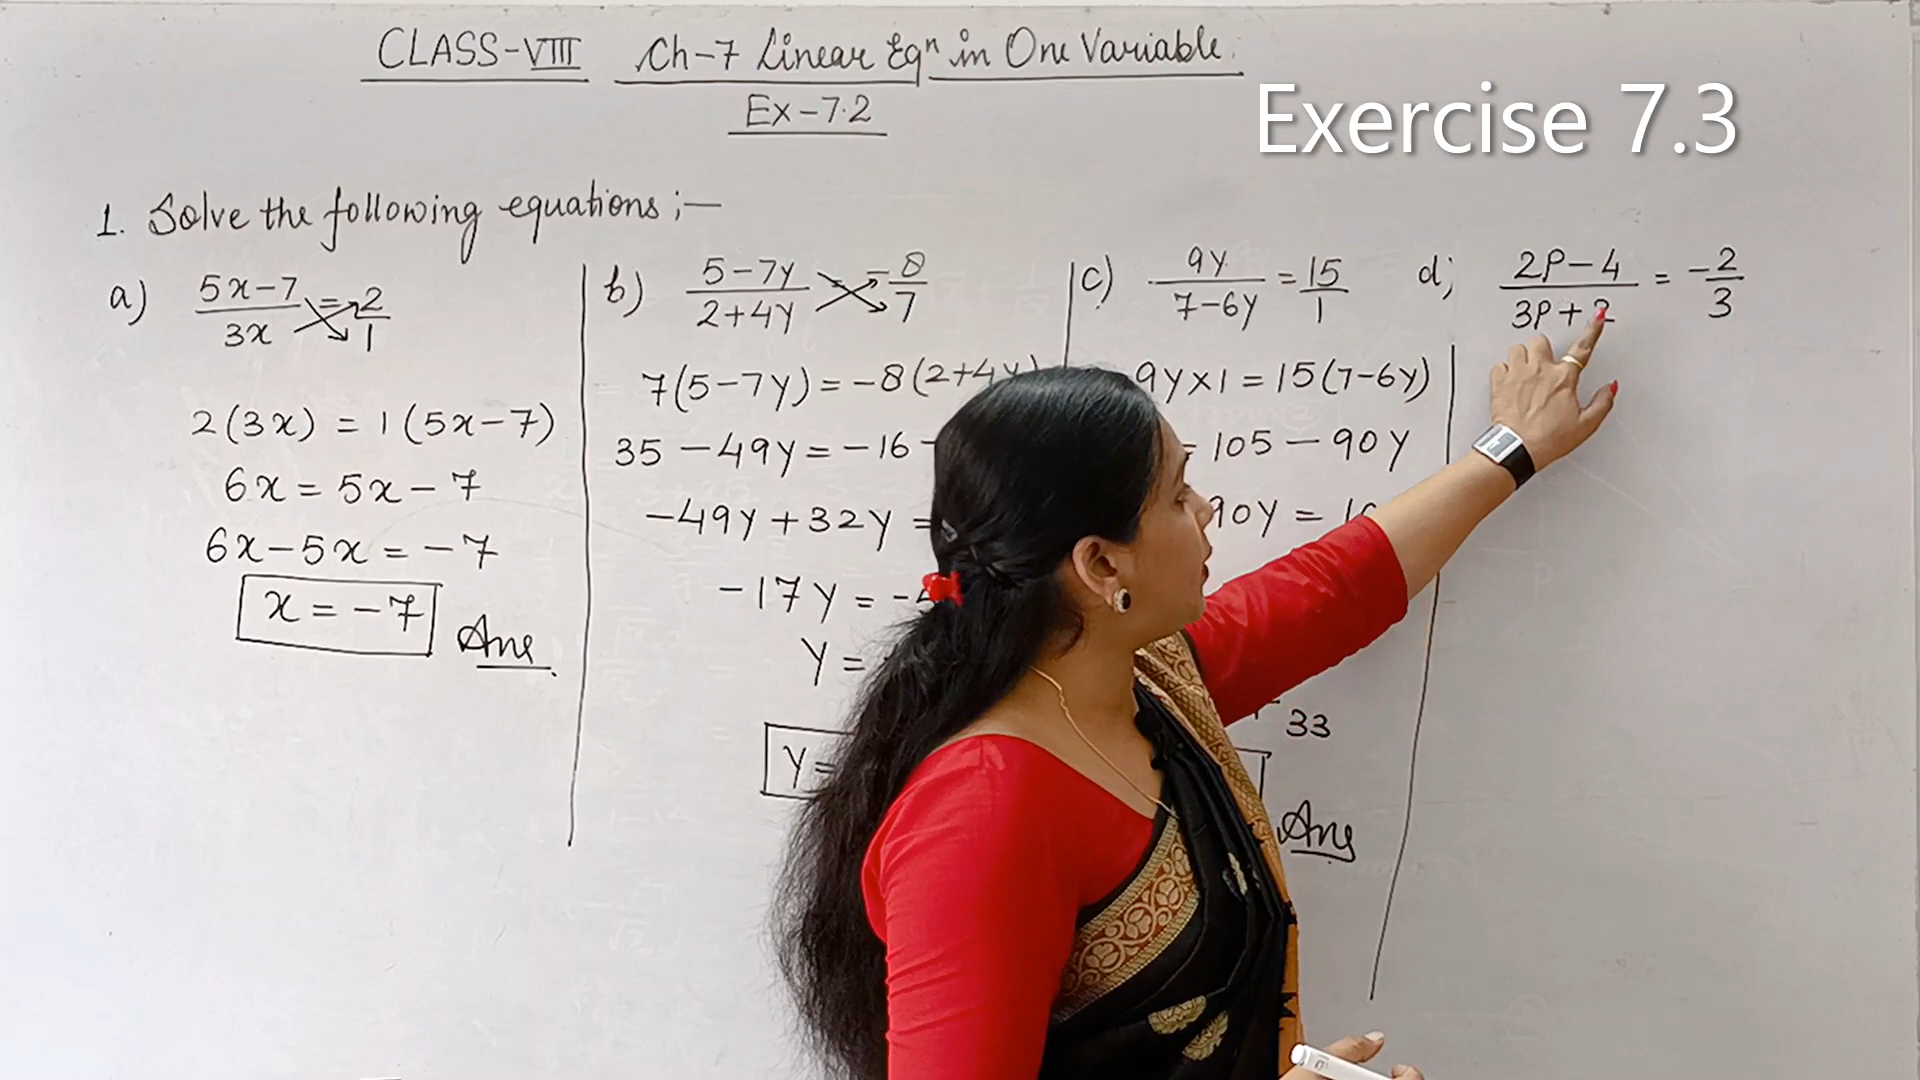 CLASS-VIII Ch-7 Linear Eqⁿ in One Variable.
Exercise 7.3
Ex-7.2
1. Solve the following equations ;—
a) (5x-7)/(3x) = 2/1
2(3x) = 1(5x-7)
6x = 5x-7
6x-5x = -7
x = -7 Ans.
b) (5-7y)/(2+4y) = -8/7
7(5-7y) = -8(2+4y)
35-49y = -16
-49y+32y =
-17y = -
y =
y =
c) 9y/(7-6y) = 15/1
9y×1 = 15(7-6y)
= 105-90y
90y = 10
33
Ans
d; (2P-4)/(3P+2) = -2/3